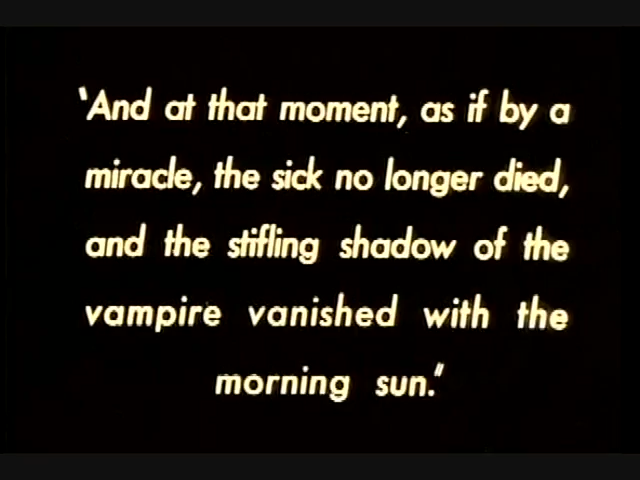 "And at that moment, as if by a
miracle, the sick no longer died,
and the stifling shadow of the
vampire vanished with the
morning sun."